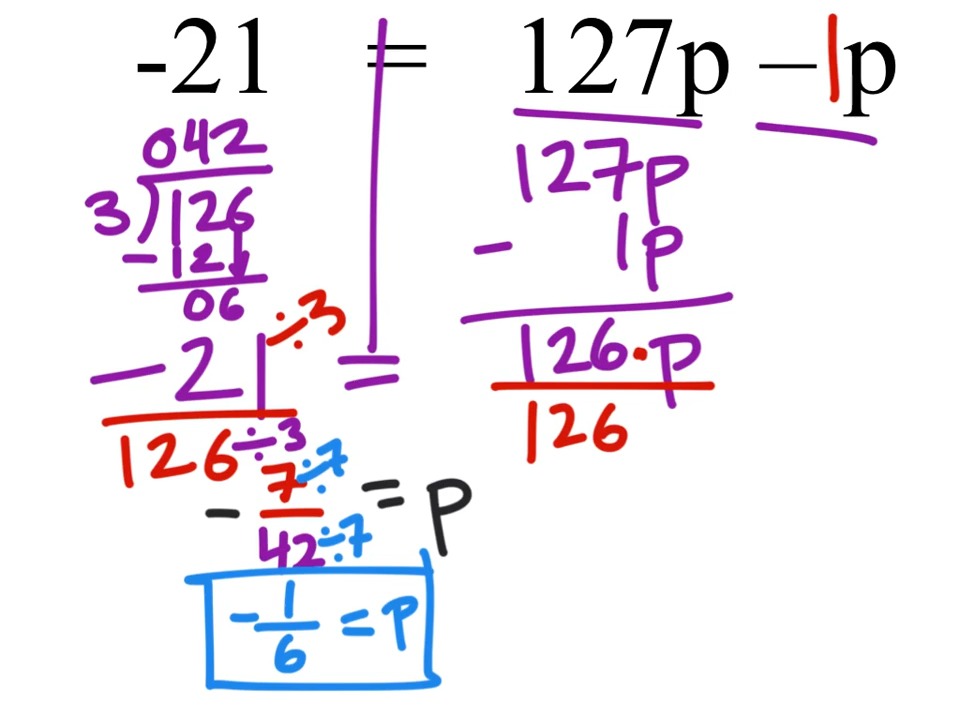 -21 = 127p – 1p
042
3)126
- 12↓
06
127p
- 1p
126·p
126
-21÷3 =
126÷3
- 7÷7 = p
42÷7
- 1/6 = p